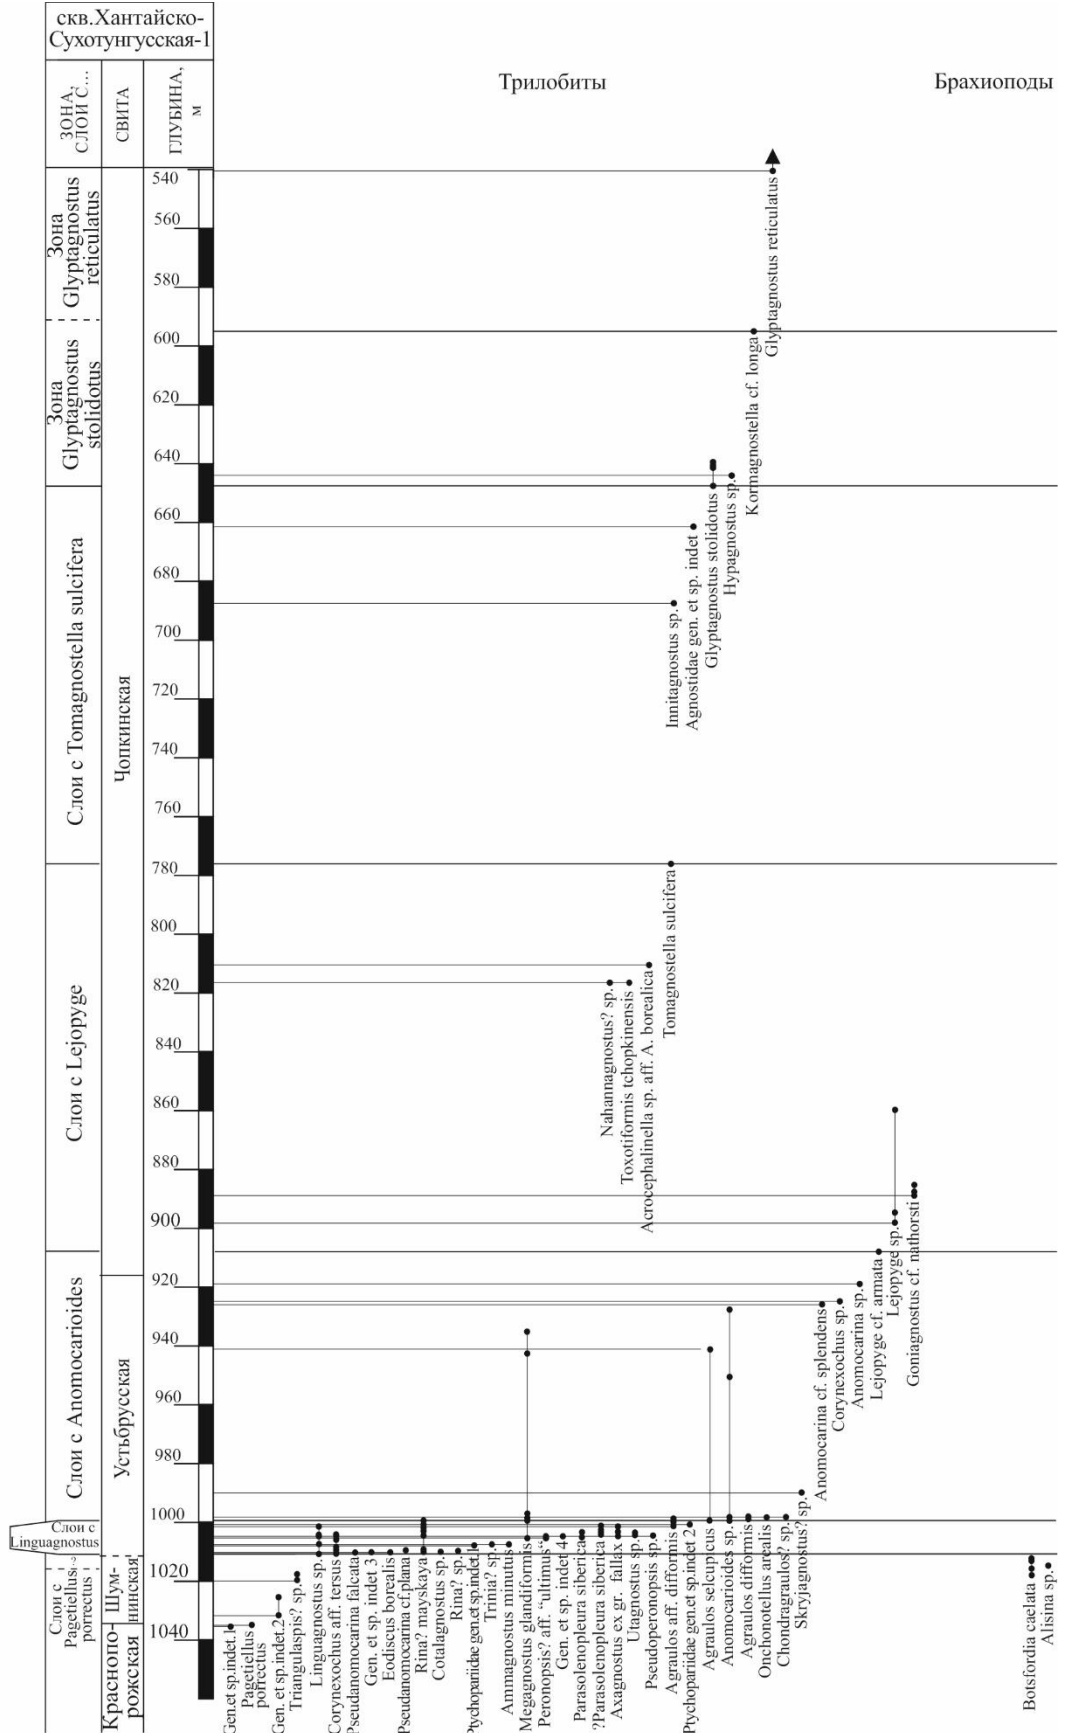 скв.Хантайско-
Сухотунгусская-1
ЗОНА,
СЛОИ С...
СВИТА
ГЛУБИНА,
м
Трилобиты
Брахиоподы
Зона
Glyptagnostus
reticulatus
Зона
Glyptagnostus
stolidotus
Слои с Tomagnostella sulcifera
Слои с Lejopyge
Слои с Anomocarioides
Слои с
Linguagnostus
?
Слои с
Pagetiellus
porrectus
Чопкинская
Устьбрусская
Шум-
нинская
Краснопо-
рожская
540
560
580
600
620
640
660
680
700
720
740
760
780
800
820
840
860
880
900
920
940
960
980
1000
1020
1040
Gen.et sp.indet.1
Pagetiellus
porrectus
Gen. et sp.indet.2
Triangulaspis? sp.
Linguagnostus sp.
Corynexochus aff. tersus
Pseudanomocarina falcata
Gen. et sp. indet 3
Eodiscus borealis
Pseudanomocarina cf.plana
Rina? mayskaya
Cotalagnostus sp.
Rina? sp.
Ptychopariidae gen.et sp.indet.1
Trinia? sp.
Ammagnostus minutus
Megagnostus glandiformis
Peronopsis? aff. “ultimus“
Gen. et sp. indet 4
Parasolenopleura siberica
?Parasolenopleura siberica
Axagnostus ex gr. fallax
Utagnostus sp.
Pseudoperonopsis sp.
Agraulos aff. difformis
Ptychopariidae gen.et sp.indet 2
Agraulos selcupicus
Anomocarioides sp.
Agraulos difformis
Onchonotellus arealis
Chondragraulos? sp.
Skryjagnostus? sp.
Anomocarina cf. splendens
Corynexochus sp.
Anomocarina sp.
Lejopyge cf. armata
Lejopyge sp.
Goniagnostus cf. nathorsti
Nahannagnostus? sp.
Toxotiformis tchopkinensis
Acrocephalinella sp. aff. A. borealica
Tomagnostella sulcifera
Innitagnostus sp.
Agnostidae gen. et sp. indet
Glyptagnostus stolidotus
Hypagnostus sp.
Kormagnostella cf. longa
Glyptagnostus reticulatus
Botsfordia caelata
Alisina sp.